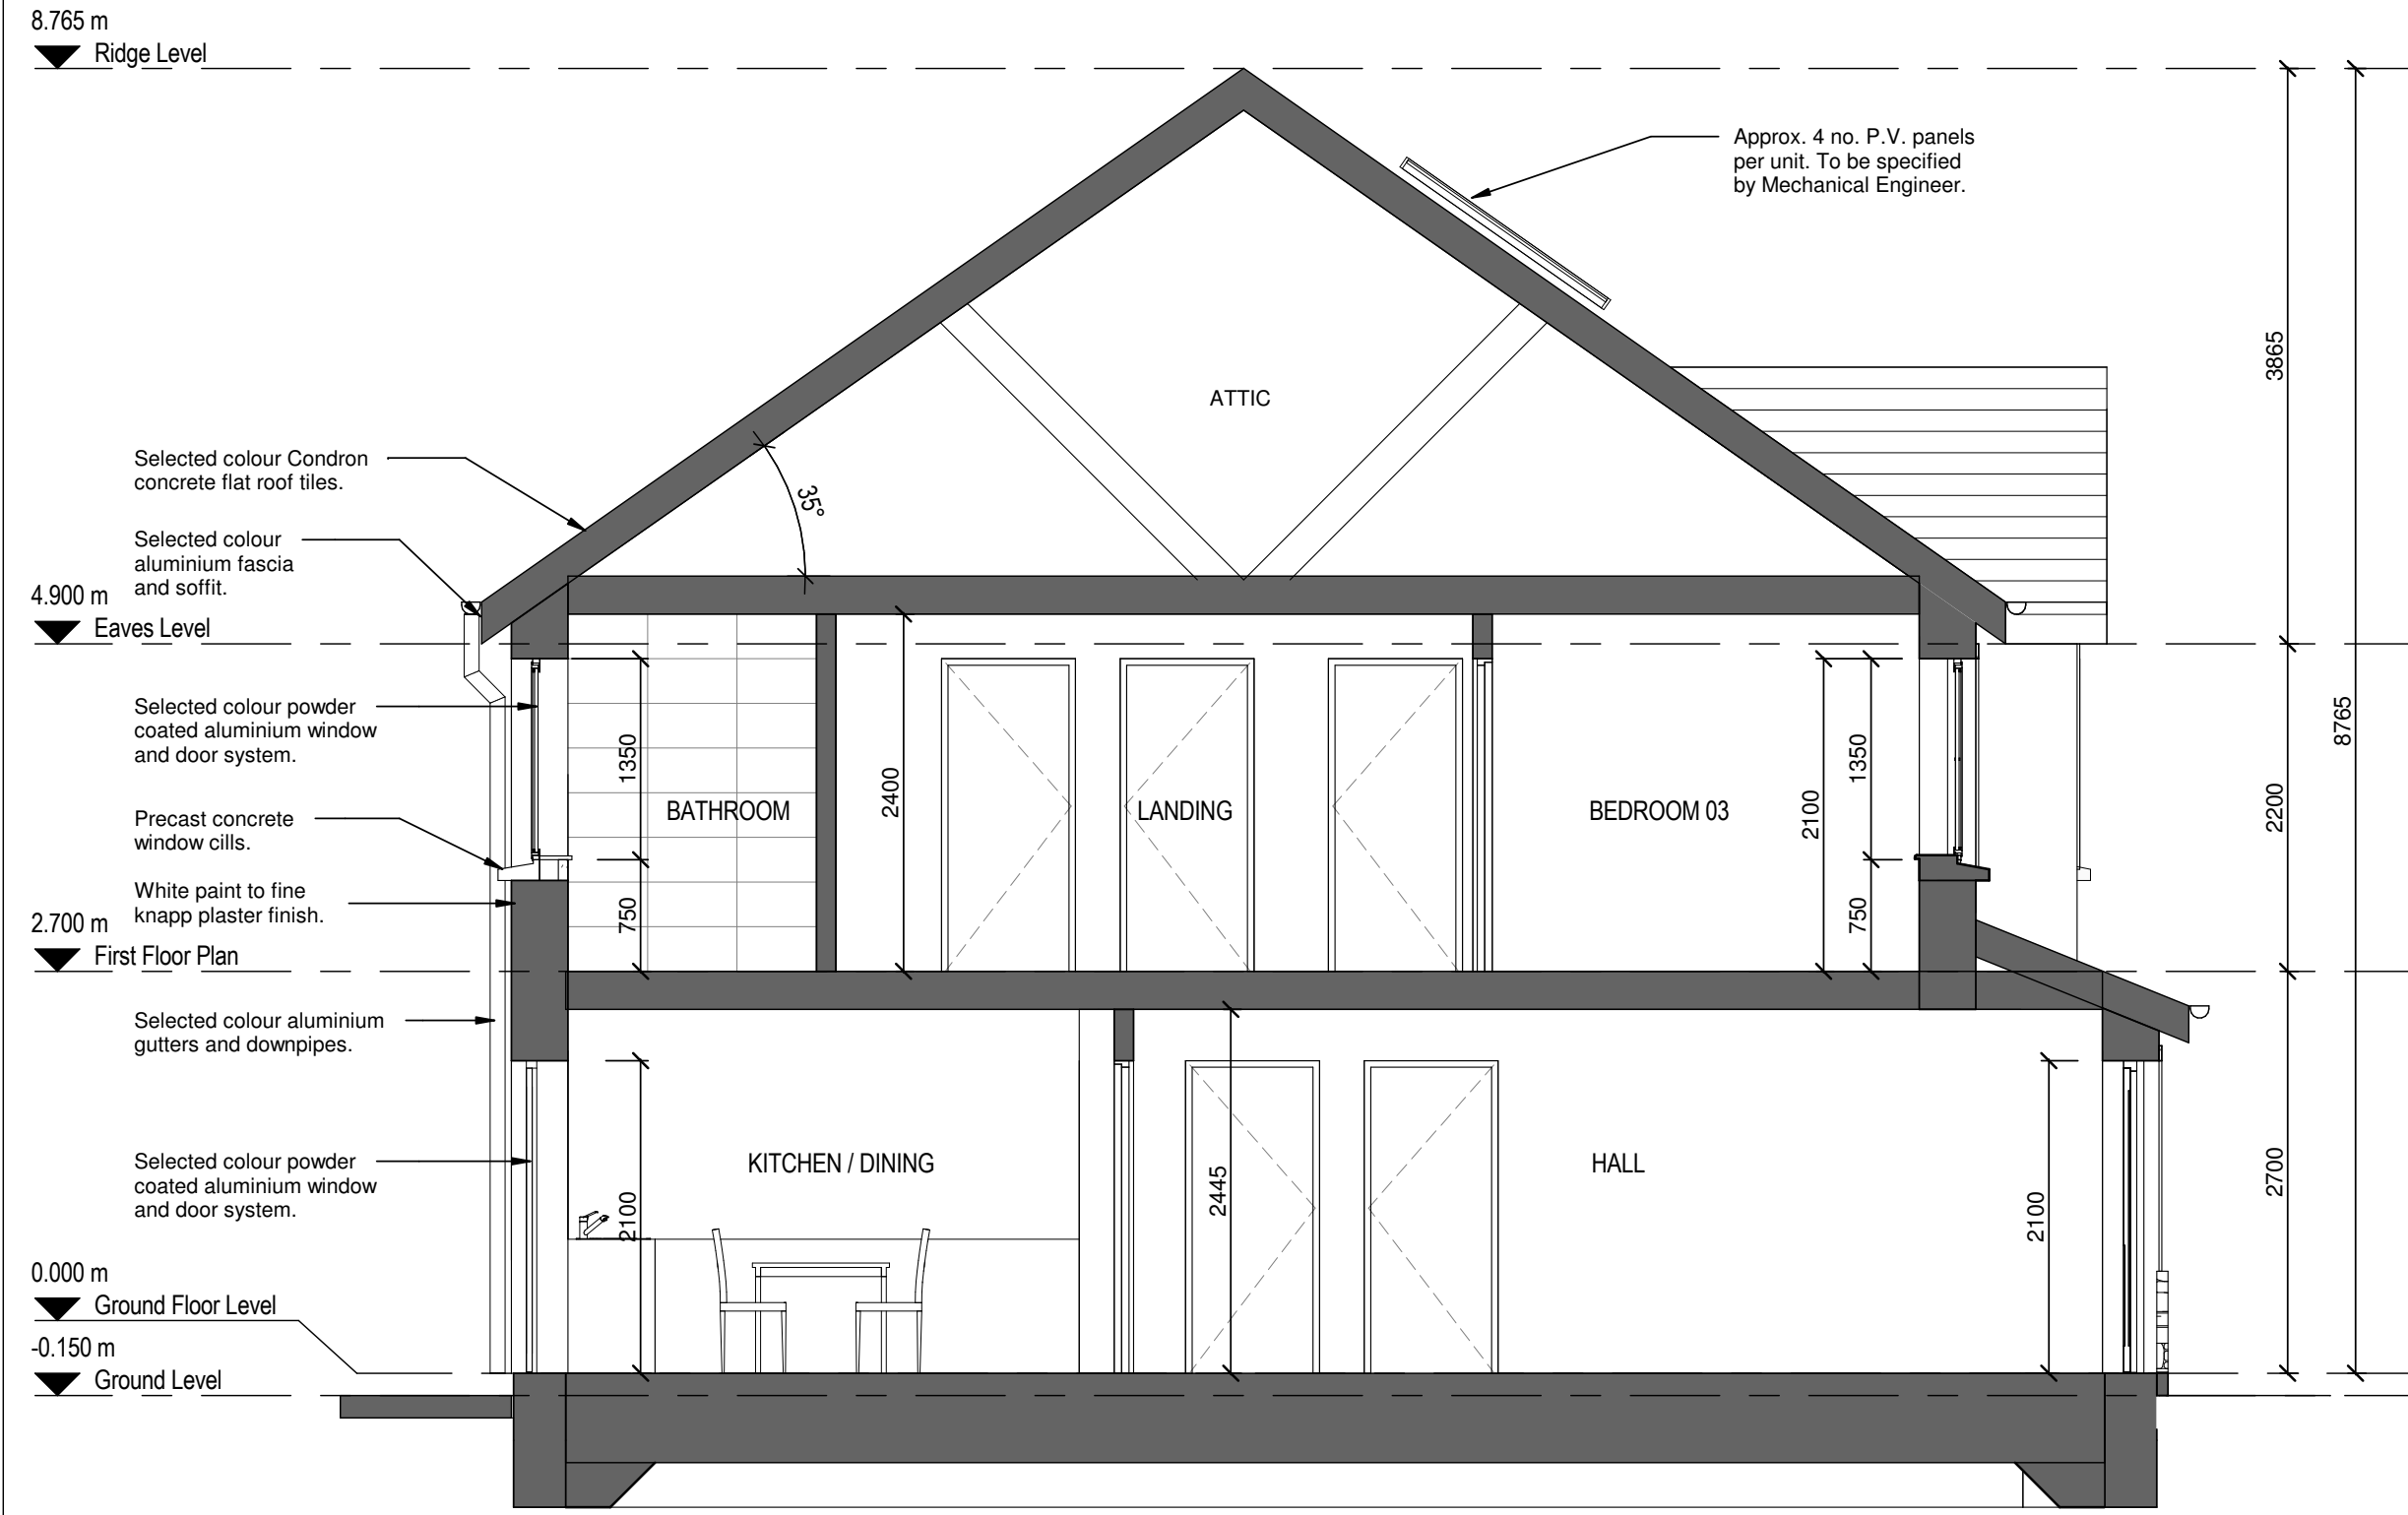 8.765 m
Ridge Level
Approx. 4 no. P.V. panels
per unit. To be specified
by Mechanical Engineer.
3865
ATTIC
Selected colour Condron
concrete flat roof tiles.
35°
Selected colour
aluminium fascia
and soffit.
4.900 m
Eaves Level
Selected colour powder
coated aluminium window
and door system.
1350
2400
1350
2100
8765
2200
BATHROOM
LANDING
BEDROOM 03
Precast concrete
window cills.
White paint to fine
knapp plaster finish.
750
750
2.700 m
First Floor Plan
Selected colour aluminium
gutters and downpipes.
Selected colour powder
coated aluminium window
and door system.
KITCHEN / DINING
HALL
2100
2445
2100
2700
0.000 m
Ground Floor Level
-0.150 m
Ground Level